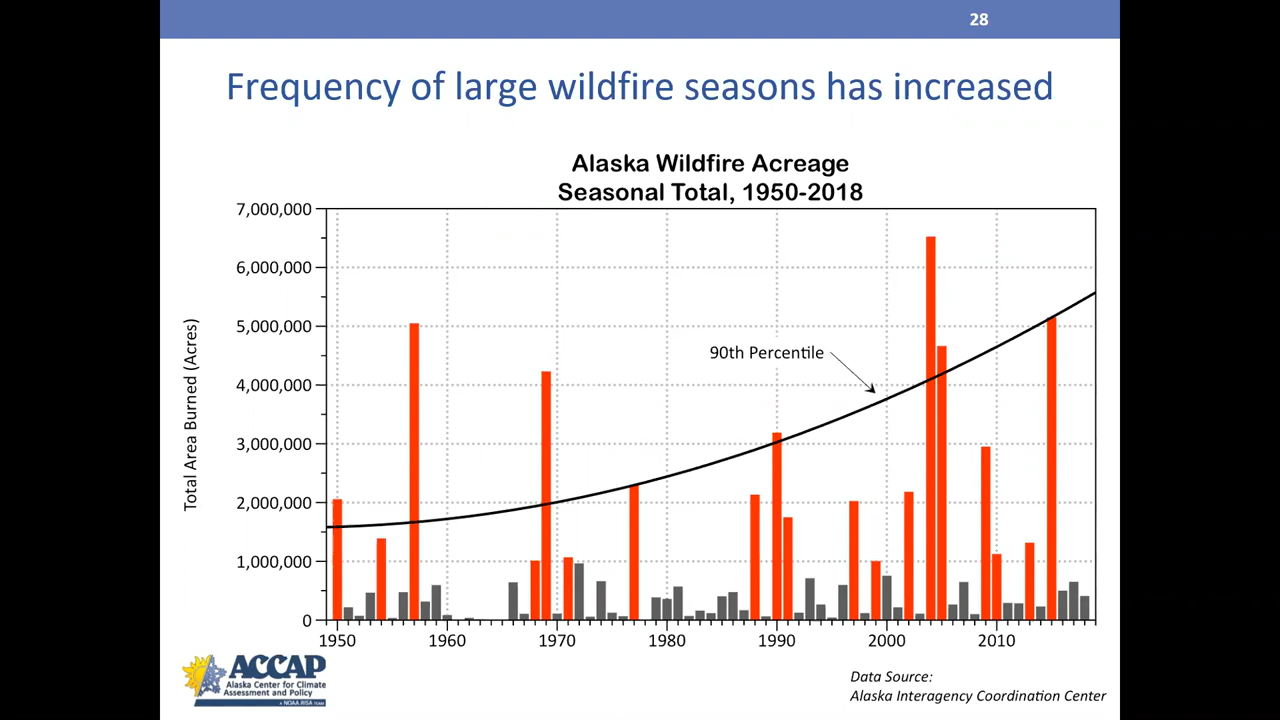 28
Frequency of large wildfire seasons has increased
Alaska Wildfire Acreage
Seasonal Total, 1950-2018
7,000,000
6,000,000
5,000,000
4,000,000
3,000,000
2,000,000
1,000,000
0
Total Area Burned (Acres)
90th Percentile
1950 1960 1970 1980 1990 2000 2010
ACCAP
Alaska Center for Climate
Assessment and Policy
A NOAA RISA TEAM
Data Source:
Alaska Interagency Coordination Center